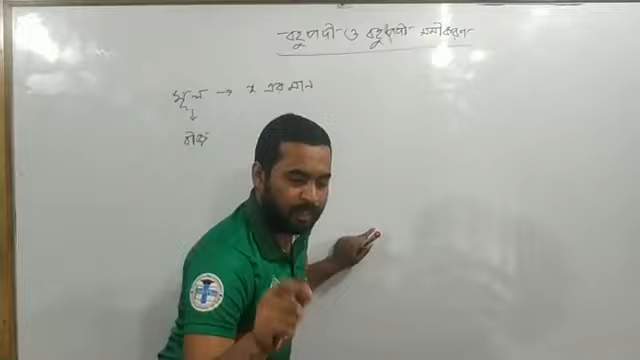 বহুপদী ও বহুপদী সমীকরণ
মূল → x এর মান
↓
বীজ